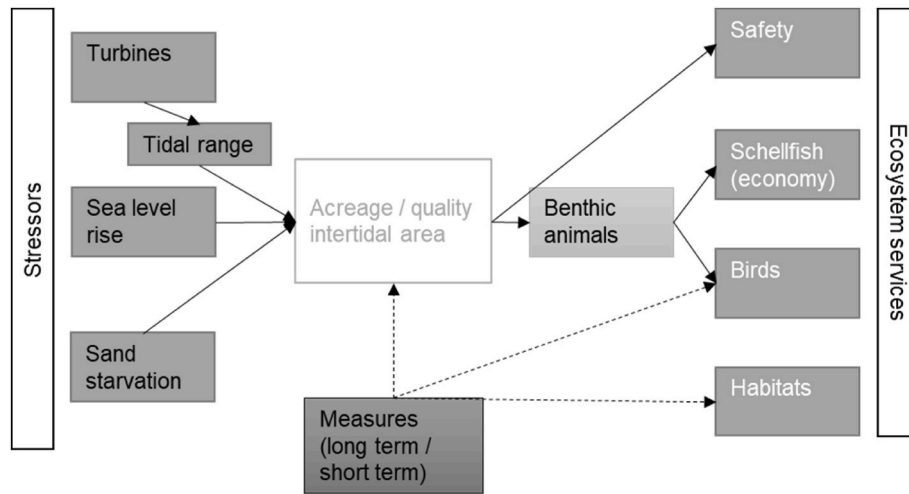 Stressors
Turbines
Tidal range
Sea level
rise
Sand
starvation
Acreage / quality
intertidal area
Benthic
animals
Measures
(long term /
short term)
Safety
Schellfish
(economy)
Birds
Habitats
Ecosystem services